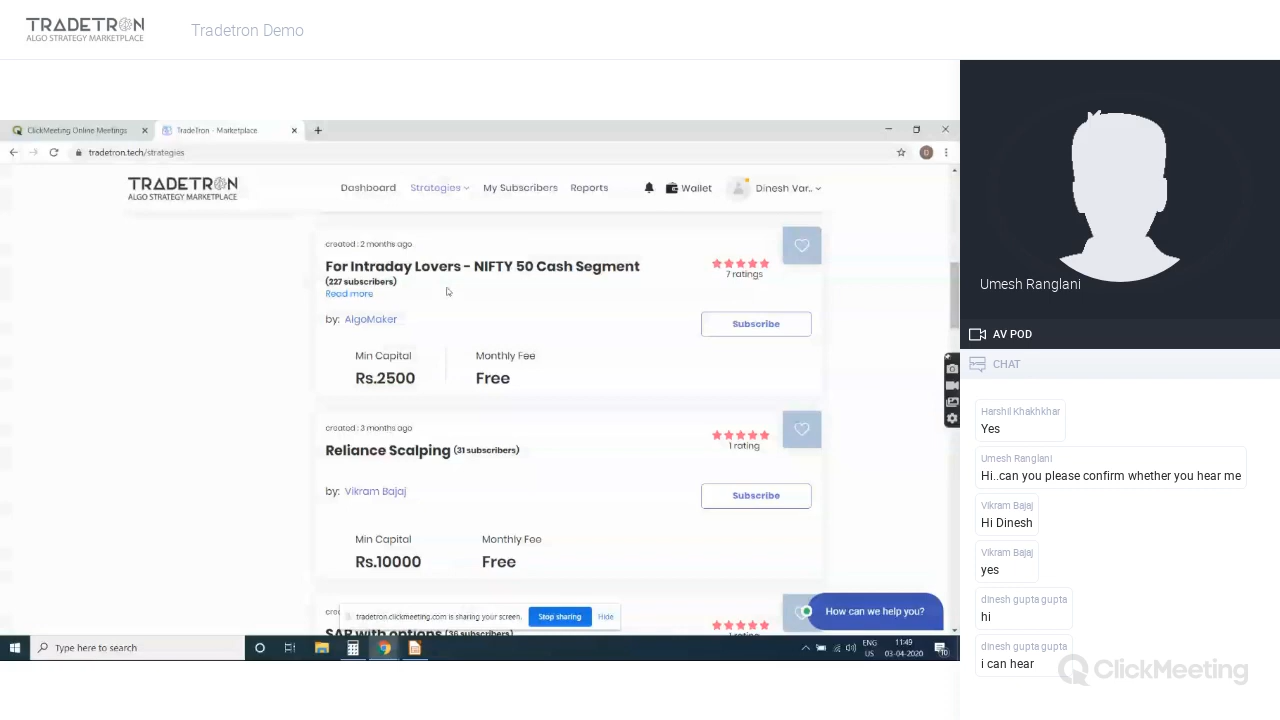 TRADETRON
ALGO STRATEGY MARKETPLACE
Tradetron Demo
ClickMeeting Online Meetings
TradeTron - Marketplace
tradetron.tech/strategies
D
TRADETRON
ALGO STRATEGY MARKETPLACE
Dashboard
Strategies
My Subscribers
Reports
Wallet
Dinesh Var..
created : 2 months ago
For Intraday Lovers - NIFTY 50 Cash Segment
(227 subscribers)
Read more
7 ratings
by: AlgoMaker
Subscribe
Min Capital
Monthly Fee
Rs.2500
Free
created : 3 months ago
Reliance Scalping (31 subscribers)
1 rating
by: Vikram Bajaj
Subscribe
Min Capital
Monthly Fee
Rs.10000
Free
SAR with options (36 subscribers)
1 rating
tradetron.clickmeeting.com is sharing your screen.
Stop sharing
Hide
How can we help you?
Type here to search
ENG
US
11:49
03-04-2020
Umesh Ranglani
AV POD
CHAT
Harshil Khakhkhar
Yes
Umesh Ranglani
Hi..can you please confirm whether you hear me
Vikram Bajaj
Hi Dinesh
Vikram Bajaj
yes
dinesh gupta gupta
hi
dinesh gupta gupta
i can hear
ClickMeeting